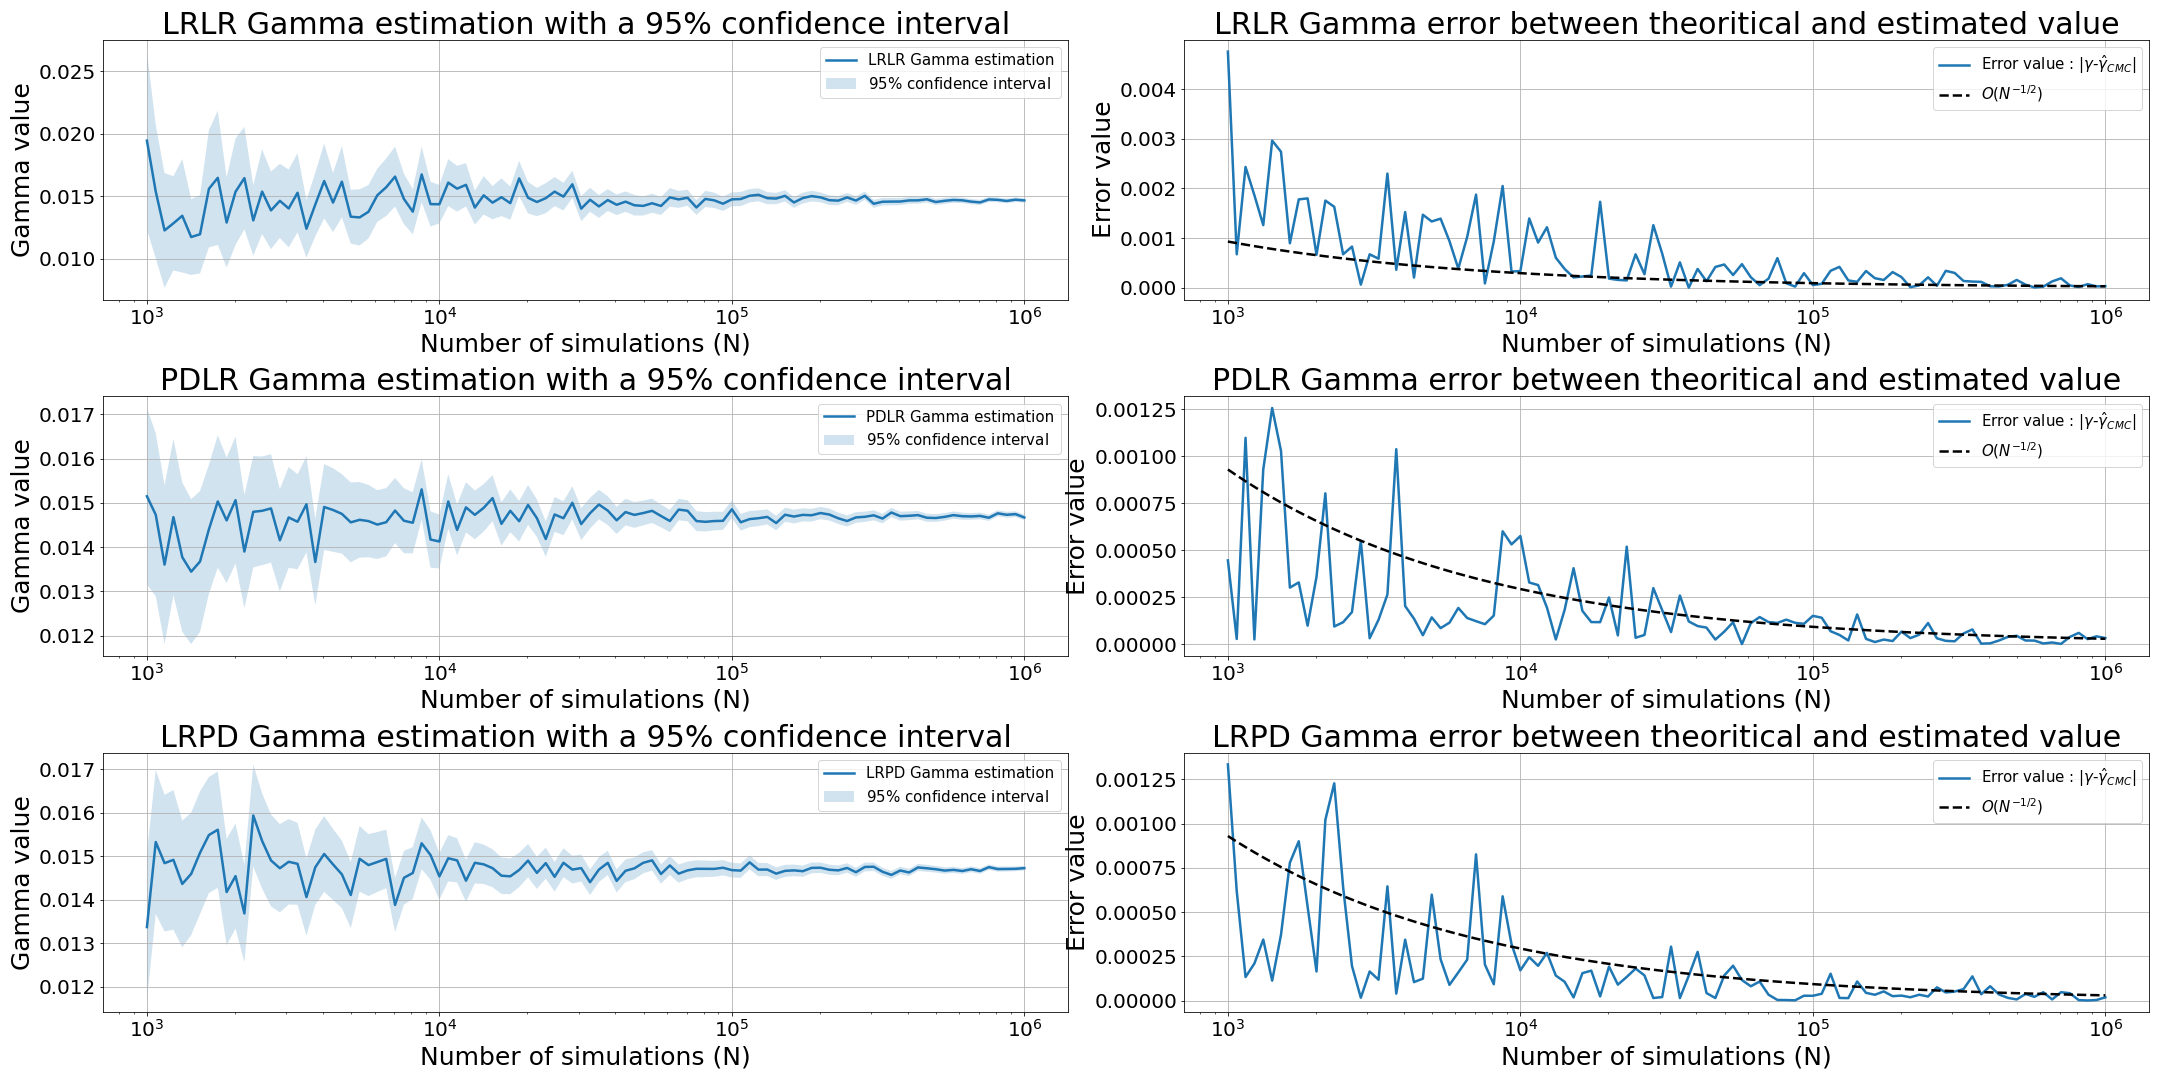 LRLR Gamma estimation with a 95% confidence interval
Gamma value
0.025
0.020
0.015
0.010
LRLR Gamma estimation
95% confidence interval
10³
10⁴
10⁵
10⁶
Number of simulations (N)
LRLR Gamma error between theoritical and estimated value
Error value
0.004
0.003
0.002
0.001
0.000
Error value : |γ-γ̂_CMC|
O(N^{-1/2})
10³
10⁴
10⁵
10⁶
Number of simulations (N)
PDLR Gamma estimation with a 95% confidence interval
Gamma value
0.017
0.016
0.015
0.014
0.013
0.012
PDLR Gamma estimation
95% confidence interval
10³
10⁴
10⁵
10⁶
Number of simulations (N)
PDLR Gamma error between theoritical and estimated value
Error value
0.00125
0.00100
0.00075
0.00050
0.00025
0.00000
Error value : |γ-γ̂_CMC|
O(N^{-1/2})
10³
10⁴
10⁵
10⁶
Number of simulations (N)
LRPD Gamma estimation with a 95% confidence interval
Gamma value
0.017
0.016
0.015
0.014
0.013
0.012
LRPD Gamma estimation
95% confidence interval
10³
10⁴
10⁵
10⁶
Number of simulations (N)
LRPD Gamma error between theoritical and estimated value
Error value
0.00125
0.00100
0.00075
0.00050
0.00025
0.00000
Error value : |γ-γ̂_CMC|
O(N^{-1/2})
10³
10⁴
10⁵
10⁶
Number of simulations (N)